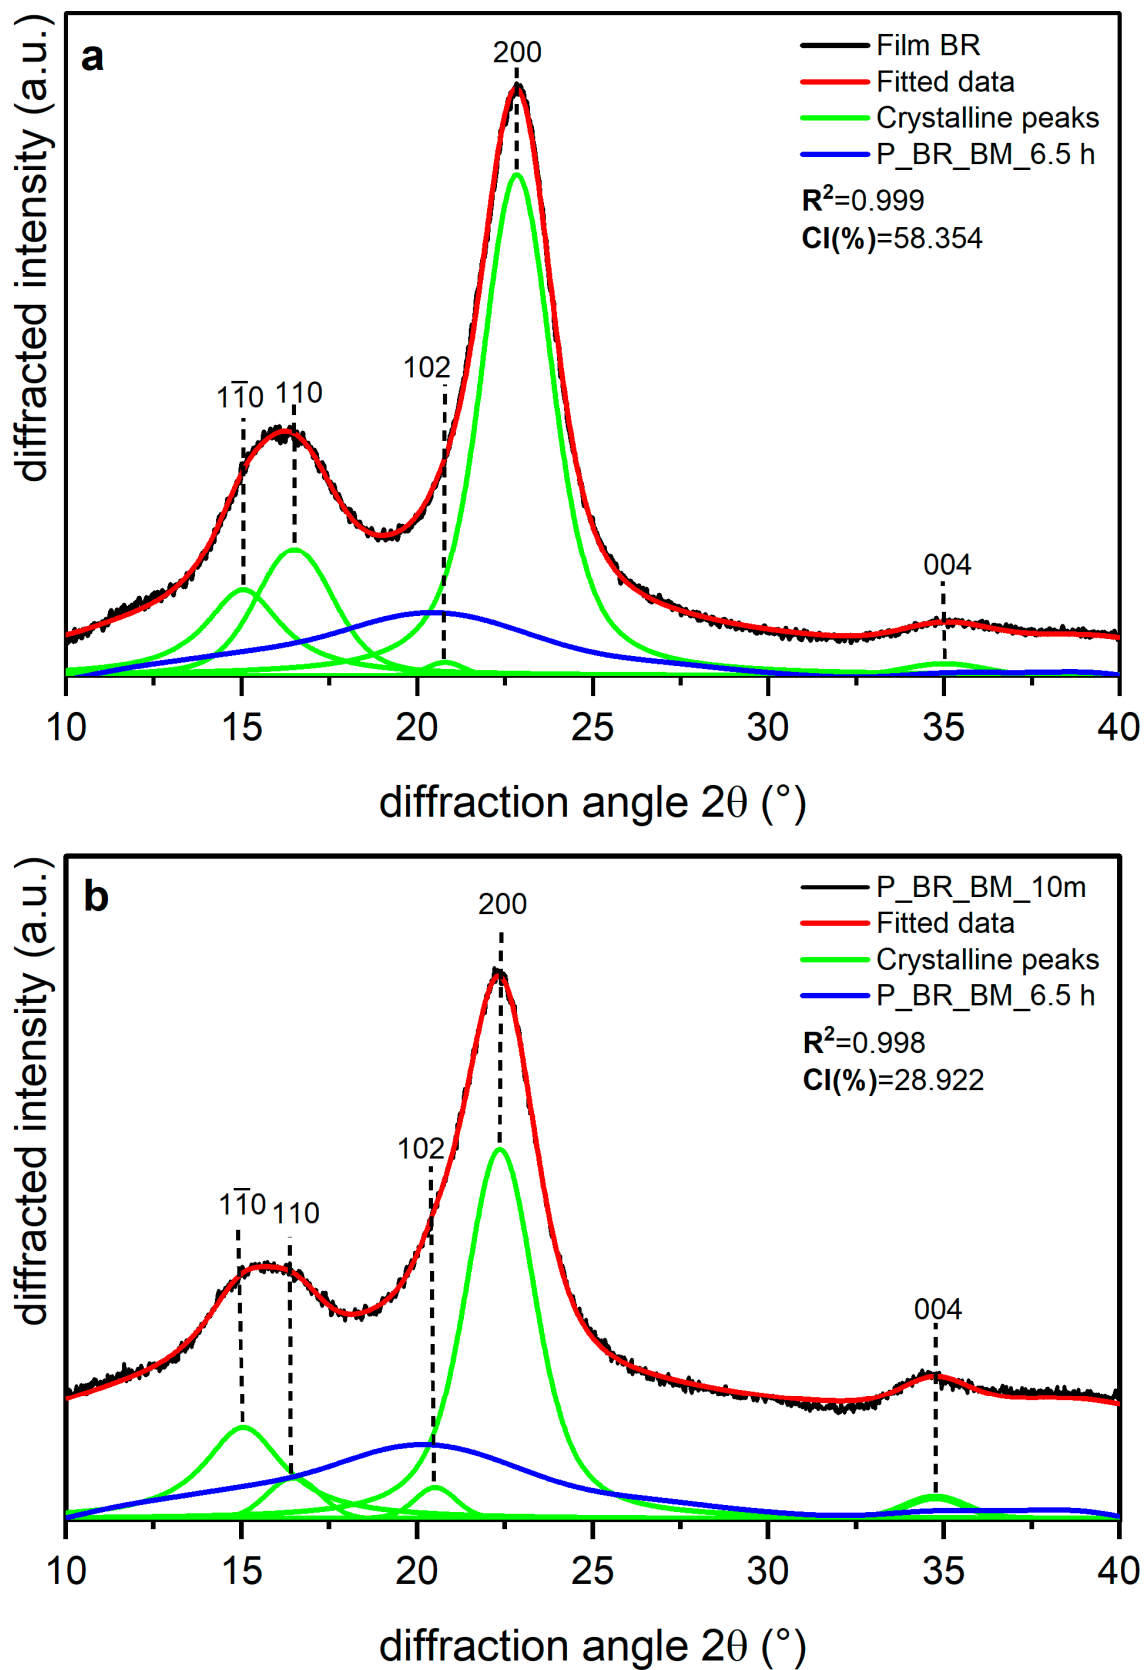 a
diffracted intensity (a.u.)
Film BR
Fitted data
Crystalline peaks
P_BR_BM_6.5 h
R²=0.999
CI(%)=58.354
200
102
11̅0 110
004
10 15 20 25 30 35 40
diffraction angle 2θ (°)
b
diffracted intensity (a.u.)
P_BR_BM_10m
Fitted data
Crystalline peaks
P_BR_BM_6.5 h
R²=0.998
CI(%)=28.922
200
102
11̅0 110
004
10 15 20 25 30 35 40
diffraction angle 2θ (°)